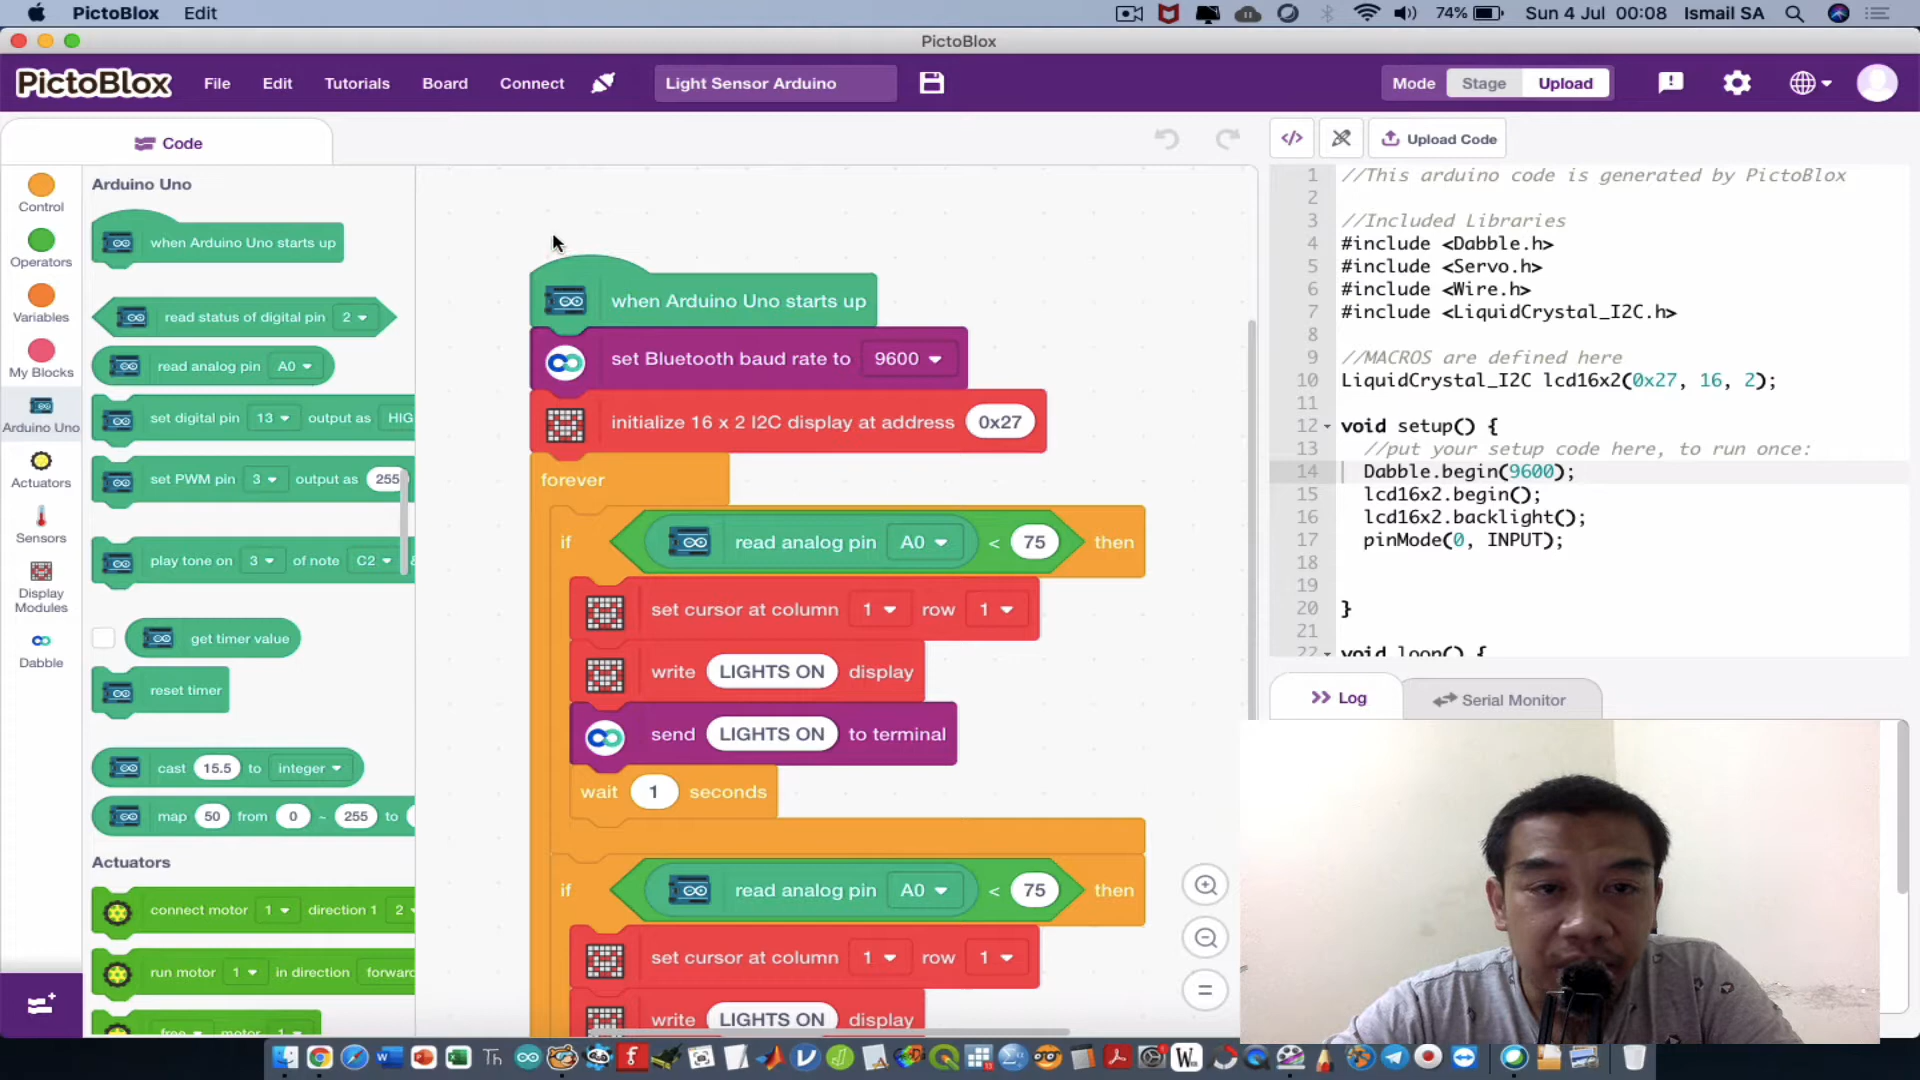 PictoBlox Edit 74% Sun 4 Jul 00:08 Ismail SA
PictoBlox
PictoBlox File Edit Tutorials Board Connect Light Sensor Arduino Mode Stage Upload
Code
Upload Code
Control
Operators
Variables
My Blocks
Arduino Uno
Actuators
Sensors
Display
Modules
Dabble
Arduino Uno
when Arduino Uno starts up
read status of digital pin 2
read analog pin A0
set digital pin 13 output as HIG
set PWM pin 3 output as 255
play tone on 3 of note C2
get timer value
reset timer
cast 15.5 to integer
map 50 from 0 ~ 255 to
Actuators
connect motor 1 direction 1 2
run motor 1 in direction forward
free motor 1
when Arduino Uno starts up
set Bluetooth baud rate to 9600
initialize 16 x 2 I2C display at address 0x27
forever
if read analog pin A0 < 75 then
set cursor at column 1 row 1
write LIGHTS ON display
send LIGHTS ON to terminal
wait 1 seconds
if read analog pin A0 < 75 then
set cursor at column 1 row 1
write LIGHTS ON display
1 //This arduino code is generated by PictoBlox
2
3 //Included Libraries
4 #include <Dabble.h>
5 #include <Servo.h>
6 #include <Wire.h>
7 #include <LiquidCrystal_I2C.h>
8
9 //MACROS are defined here
10 LiquidCrystal_I2C lcd16x2(0x27, 16, 2);
11
12 void setup() {
13 //put your setup code here, to run once:
14 Dabble.begin(9600);
15 lcd16x2.begin();
16 lcd16x2.backlight();
17 pinMode(0, INPUT);
18
19
20 }
21
22 void loop() {
Log Serial Monitor